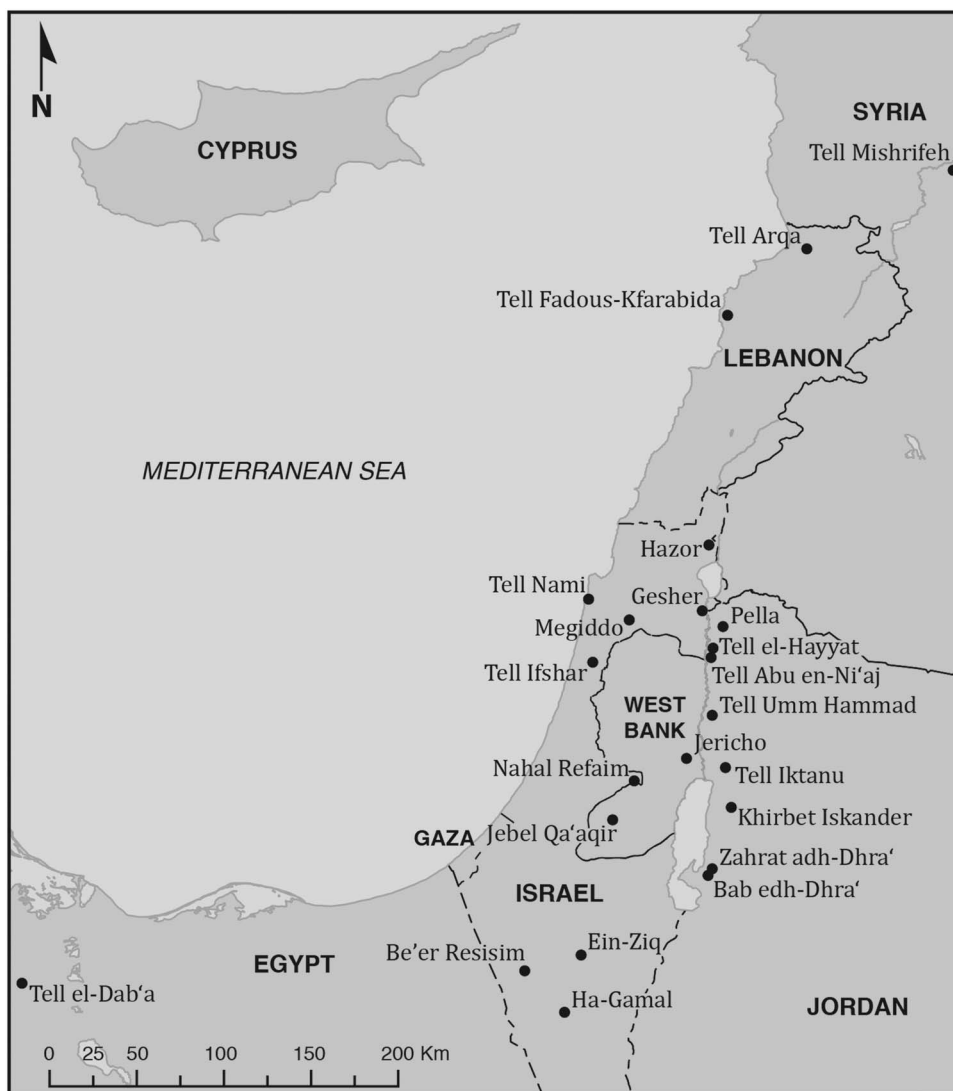 N
CYPRUS
SYRIA
Tell Mishrifeh
Tell Arqa
Tell Fadous-Kfarabida
LEBANON
MEDITERRANEAN SEA
Hazor
Tell Nami
Gesher
Megiddo
Pella
Tell el-Hayyat
Tell Ifshar
Tell Abu en-Ni‘aj
WEST
BANK
Tell Umm Hammad
Jericho
Nahal Refaim
Tell Iktanu
Khirbet Iskander
GAZA
Jebel Qa‘aqir
Zahrat adh-Dhra‘
Bab edh-Dhra‘
ISRAEL
Ein-Ziq
Be’er Resisim
EGYPT
Tell el-Dab‘a
Ha-Gamal
JORDAN
0 25 50 100 150 200 Km